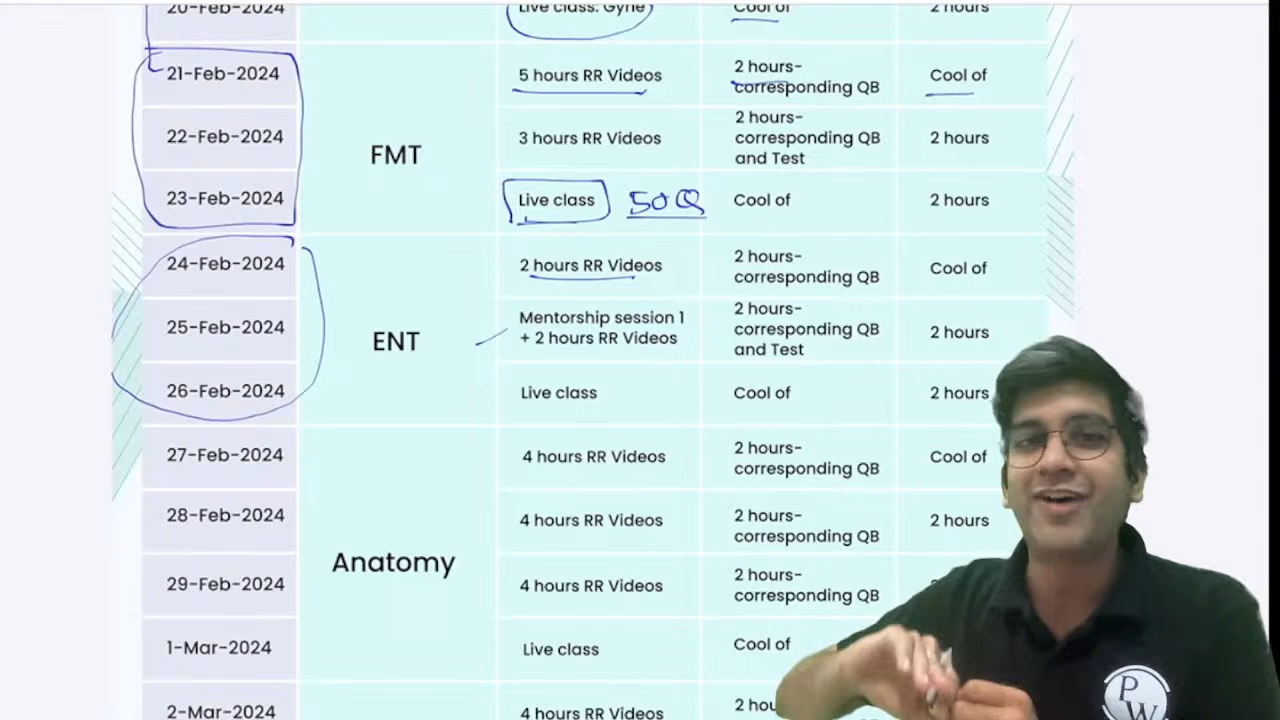 20-Feb-2024
Live class: Gyne
Cool of
2 hours
21-Feb-2024
5 hours RR Videos
2 hours-
corresponding QB
Cool of
FMT
22-Feb-2024
3 hours RR Videos
2 hours-
corresponding QB
and Test
2 hours
23-Feb-2024
Live class
50Q
Cool of
2 hours
ENT
24-Feb-2024
2 hours RR Videos
2 hours-
corresponding QB
Cool of
25-Feb-2024
Mentorship session 1
+ 2 hours RR Videos
2 hours-
corresponding QB
and Test
2 hours
26-Feb-2024
Live class
Cool of
2 hours
Anatomy
27-Feb-2024
4 hours RR Videos
2 hours-
corresponding QB
Cool of
28-Feb-2024
4 hours RR Videos
2 hours-
corresponding QB
2 hours
29-Feb-2024
4 hours RR Videos
2 hours-
corresponding QB
1-Mar-2024
Live class
Cool of
2-Mar-2024
4 hours RR Videos
PW